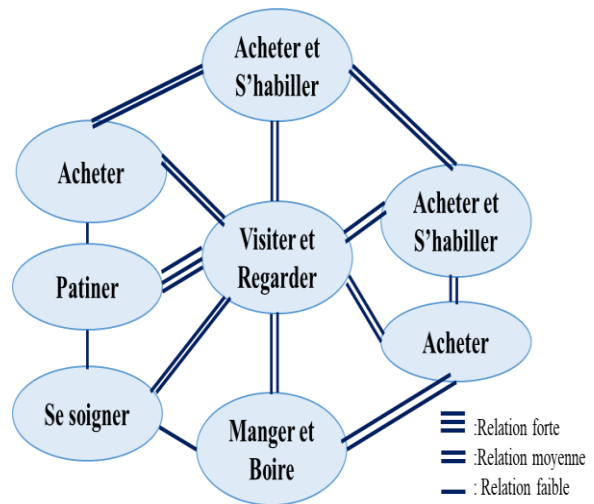 Acheter et
S'habiller
Acheter
Acheter et
S'habiller
Visiter et
Regarder
Patiner
Acheter
Se soigner
Manger et
Boire
:Relation forte
:Relation moyenne
: Relation faible